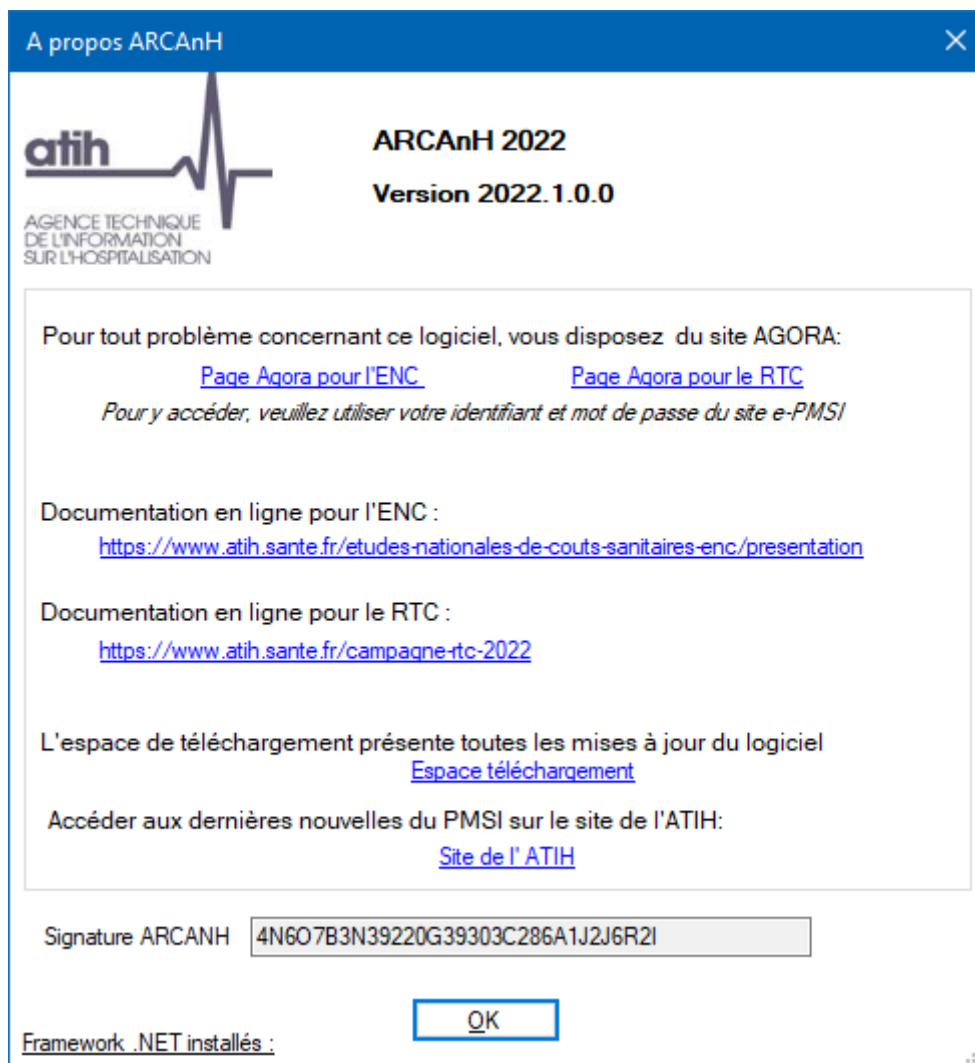 A propos ARCAnH
atih
AGENCE TECHNIQUE
DE L'INFORMATION
SUR L'HOSPITALISATION
ARCAnH 2022
Version 2022.1.0.0
Pour tout problème concernant ce logiciel, vous disposez du site AGORA:
Page Agora pour l'ENC Page Agora pour le RTC
Pour y accéder, veuillez utiliser votre identifiant et mot de passe du site e-PMSI
Documentation en ligne pour l'ENC :
https://www.atih.sante.fr/etudes-nationales-de-couts-sanitaires-enc/presentation
Documentation en ligne pour le RTC :
https://www.atih.sante.fr/campagne-rtc-2022
L'espace de téléchargement présente toutes les mises à jour du logiciel
Espace téléchargement
Accéder aux dernières nouvelles du PMSI sur le site de l'ATIH:
Site de l' ATIH
Signature ARCANH 4N6O7B3N39220G39303C286A1J2J6R2I
OK
Framework .NET installés :